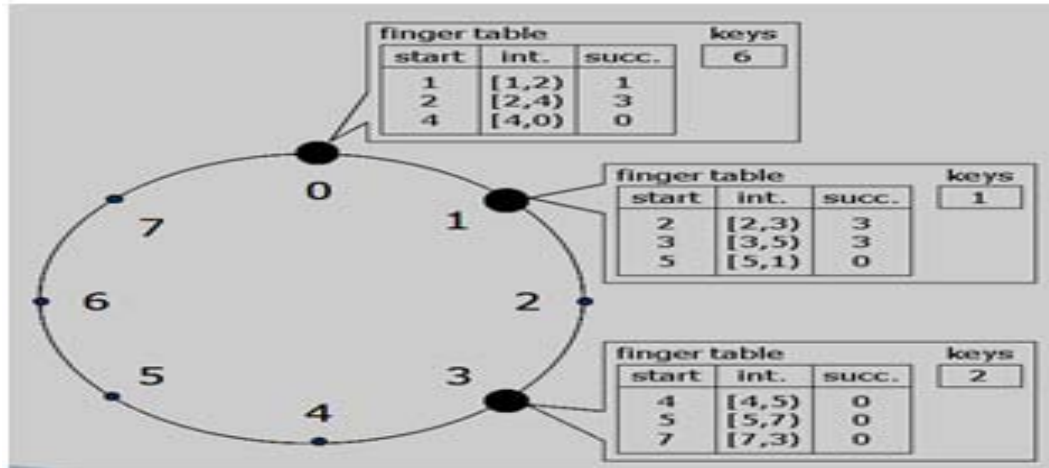 finger table keys
start int. succ. 6
1 [1,2) 1
2 [2,4) 3
4 [4,0) 0
0
finger table keys
start int. succ. 1
2 [2,3) 3
3 [3,5) 3
5 [5,1) 0
7 1
6 2
finger table keys
start int. succ. 2
4 [4,5) 0
5 [5,7) 0
7 [7,3) 0
5 3
4